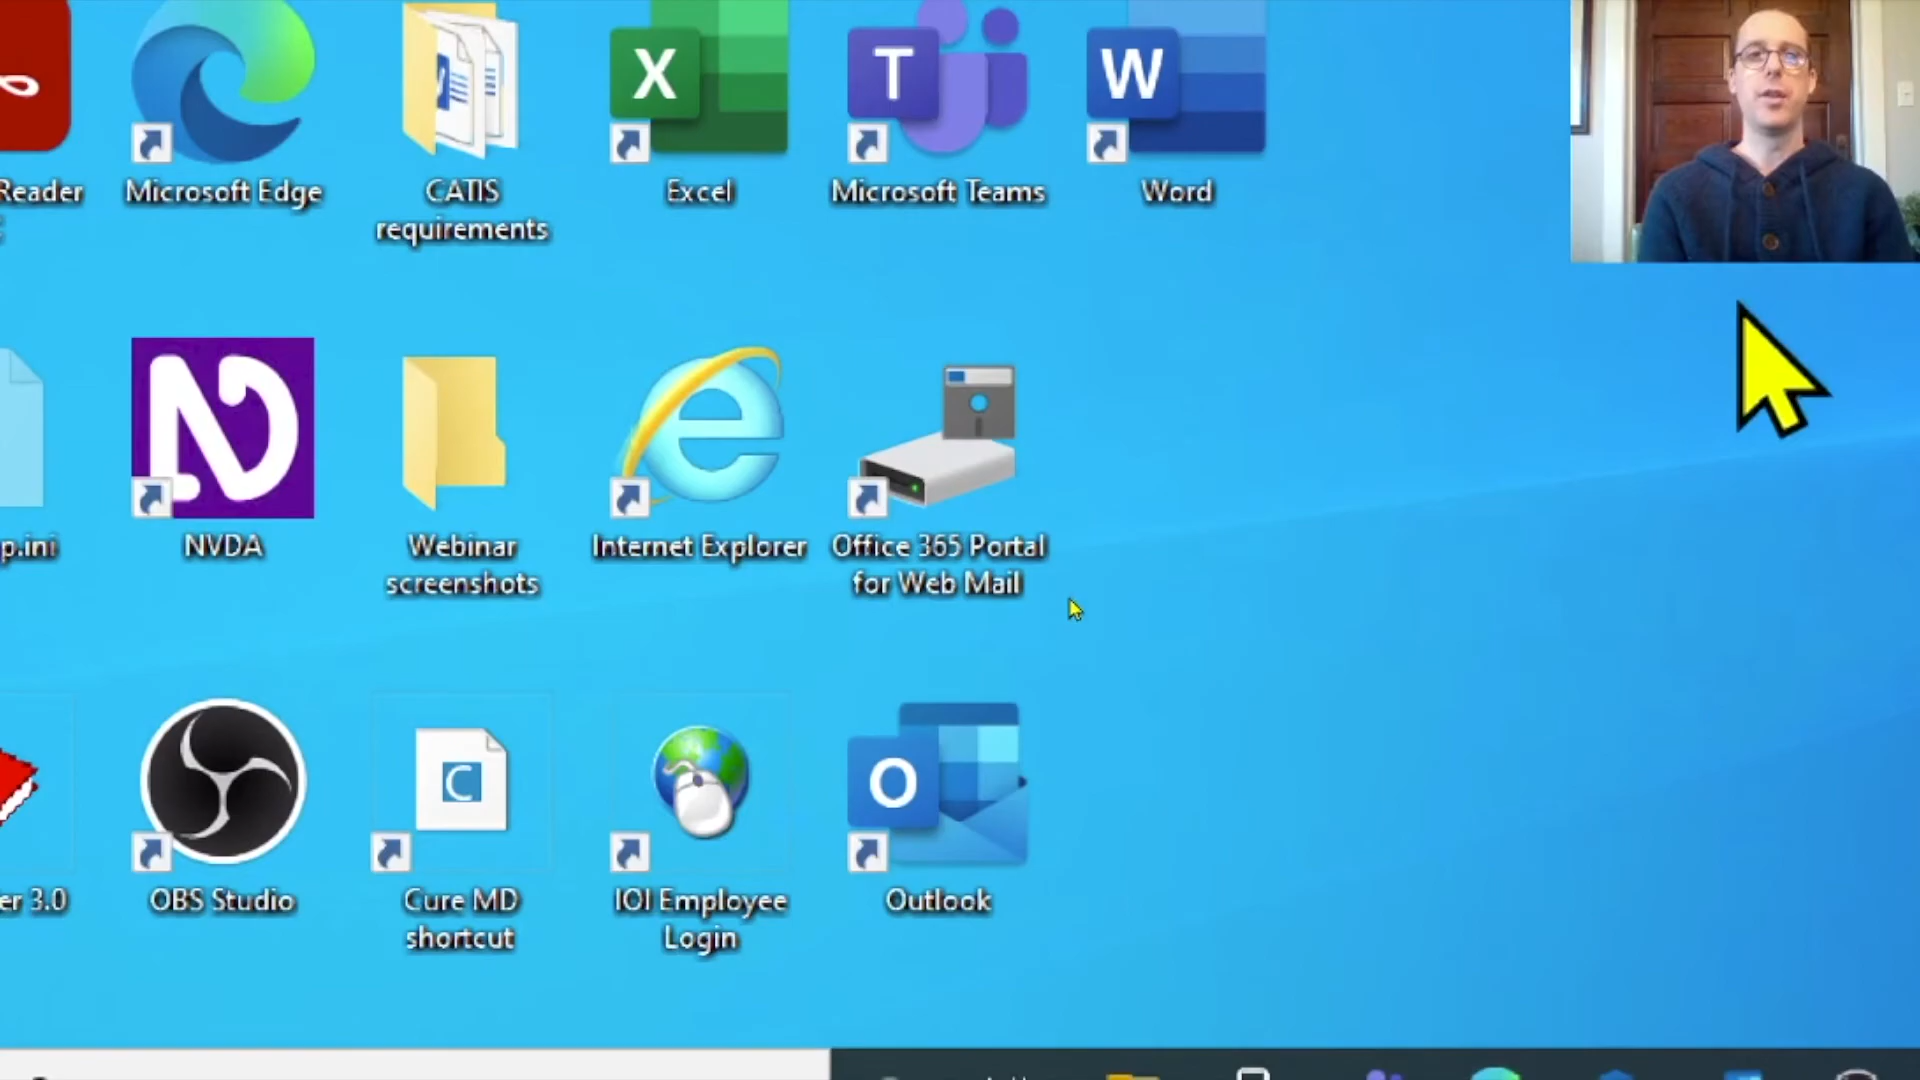 X
T
W
Reader
Microsoft Edge
CATIS
requirements
Excel
Microsoft Teams
Word
p.ini
NVDA
Webinar
screenshots
Internet Explorer
Office 365 Portal
for Web Mail
C
O
er 3.0
OBS Studio
Cure MD
shortcut
IOI Employee
Login
Outlook